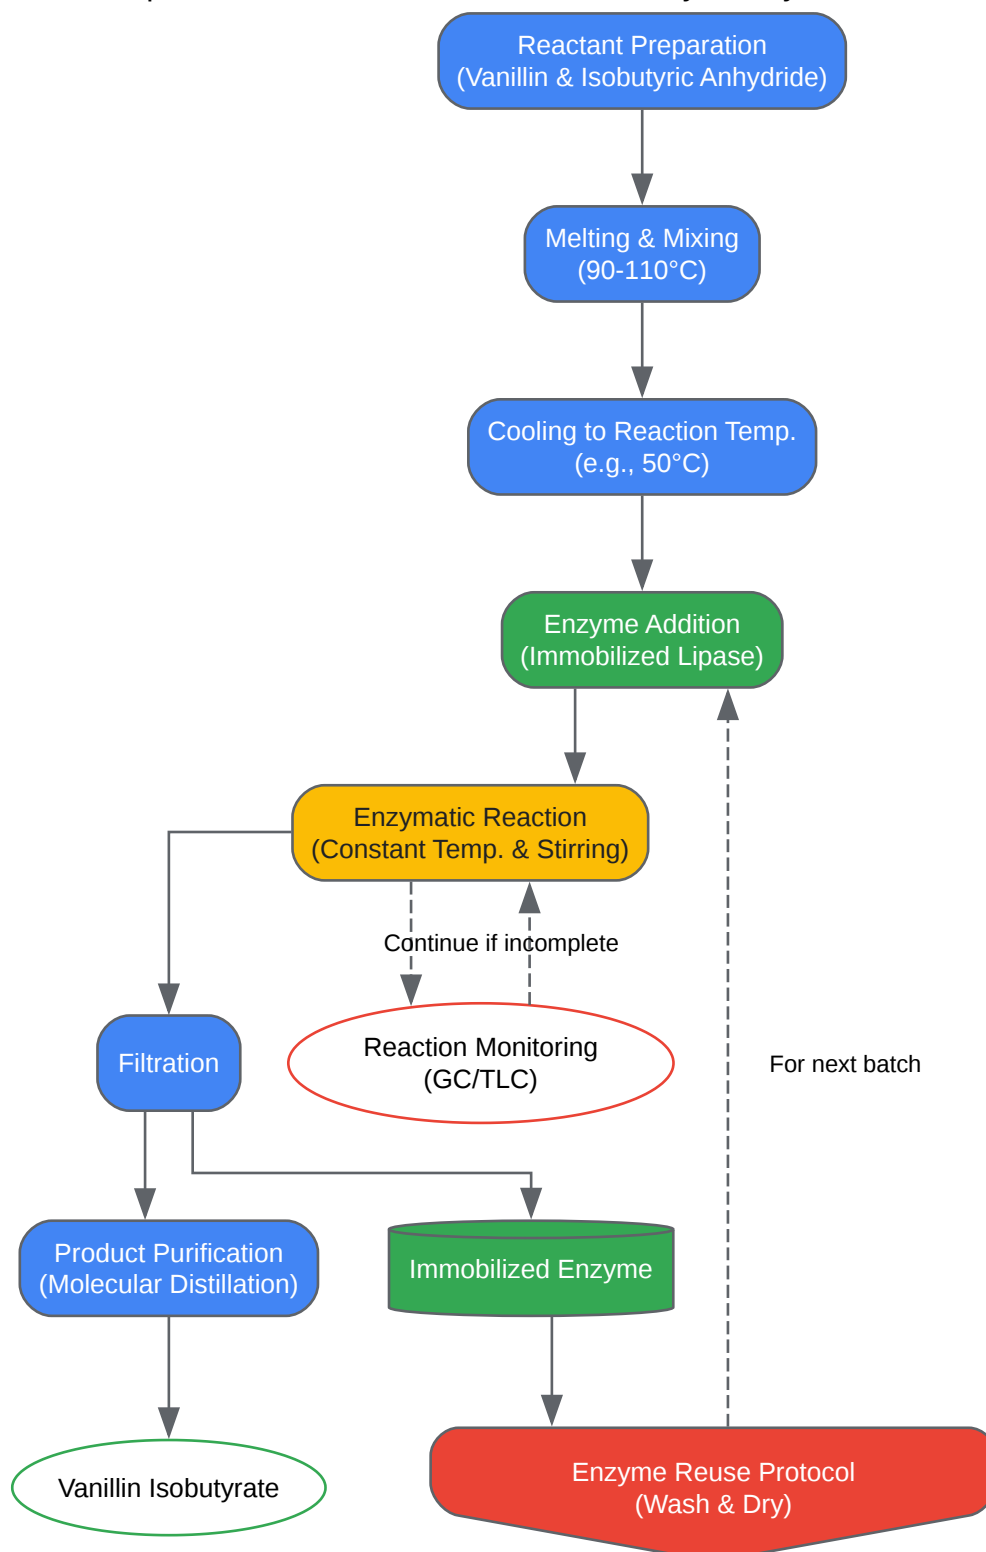 Reactant Preparation
(Vanillin & Isobutyric Anhydride)
Melting & Mixing
(90-110°C)
Cooling to Reaction Temp.
(e.g., 50°C)
Enzyme Addition
(Immobilized Lipase)
Enzymatic Reaction
(Constant Temp. & Stirring)
Continue if incomplete
Reaction Monitoring
(GC/TLC)
Filtration
For next batch
Product Purification
(Molecular Distillation)
Immobilized Enzyme
Vanillin Isobutyrate
Enzyme Reuse Protocol
(Wash & Dry)